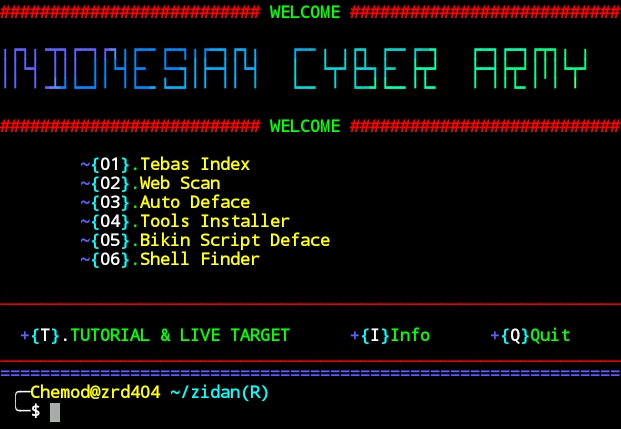 ########################## WELCOME ###########################
INDONESIAN CYBER ARMY
########################## WELCOME ###########################
~{01}.Tebas Index
~{02}.Web Scan
~{03}.Auto Deface
~{04}.Tools Installer
~{05}.Bikin Script Deface
~{06}.Shell Finder
+{T}.TUTORIAL & LIVE TARGET +{I}Info +{Q}Quit
=================================================================
Chemod@zrd404 ~/zidan(R)
$